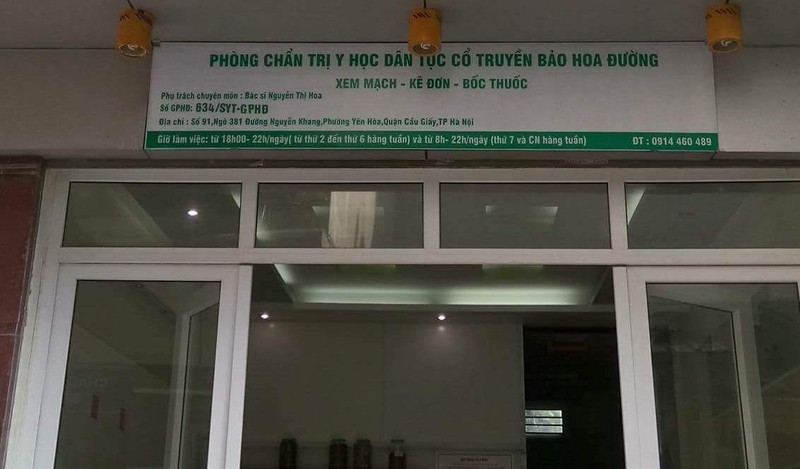 PHÒNG CHẨN TRỊ Y HỌC DÂN TỘC CỔ TRUYỀN BẢO HOA ĐƯỜNG
XEM MẠCH - KÊ ĐƠN - BỐC THUỐC
Phụ trách chuyên môn : Bác sĩ Nguyễn Thị Hoa
Số GPHĐ: 634/SYT-GPHĐ
Địa chỉ : Số 91,Ngõ 381 Đường Nguyễn Khang,Phường Yên Hòa,Quận Cầu Giấy,TP Hà Nội
Giờ làm việc: từ 18h00- 22h/ngày( từ thứ 2 đến thứ 6 hàng tuần) và từ 8h- 22h/ngày (thứ 7 và CN hàng tuần) ĐT : 0914 460 489